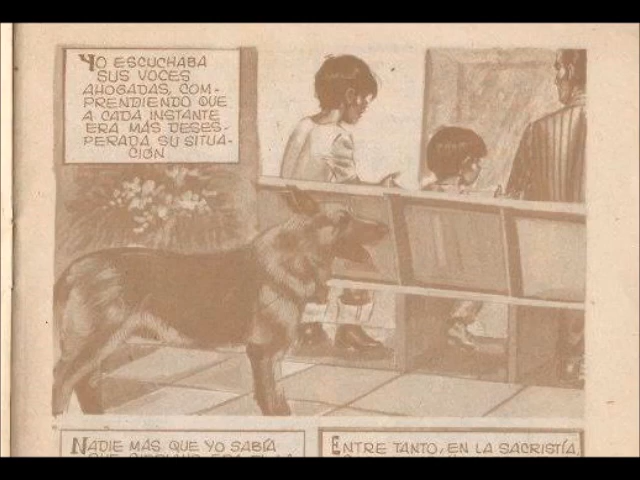 YO ESCUCHABA
SUS VOCES
AHOGADAS, COM-
PRENDIENDO QUE
A CADA INSTANTE
ERA MÁS DESES-
PERADA SU SITUA-
CIÓN
NADIE MÁS QUE YO SABÍA
ENTRE TANTO, EN LA SACRISTÍA,